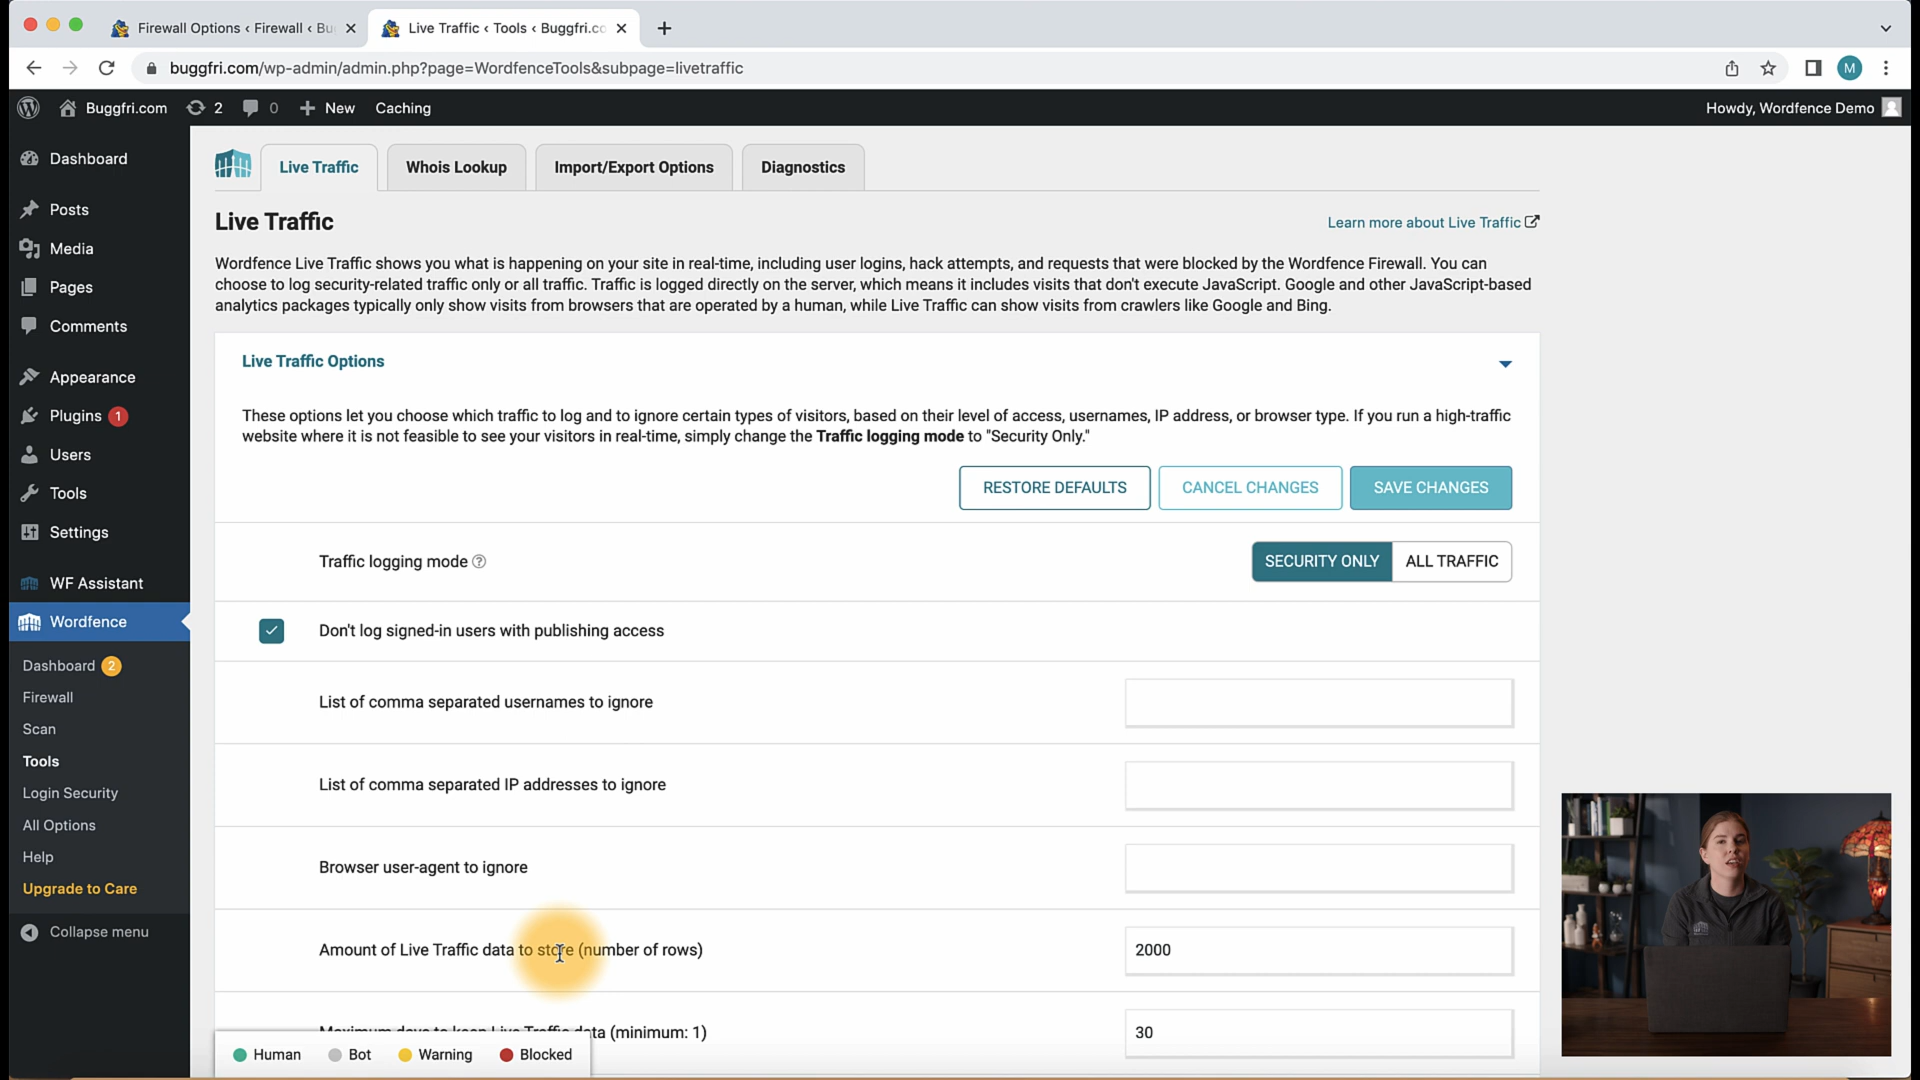 Firewall Options ‹ Firewall ‹ Bu
Live Traffic ‹ Tools ‹ Buggfri.co
buggfri.com/wp-admin/admin.php?page=WordfenceTools&subpage=livetraffic
M
Buggfri.com
2
0
New
Caching
Howdy, Wordfence Demo
Dashboard
Posts
Media
Pages
Comments
Appearance
Plugins 1
Users
Tools
Settings
WF Assistant
Wordfence
Dashboard 2
Firewall
Scan
Tools
Login Security
All Options
Help
Upgrade to Care
Collapse menu
Live Traffic
Whois Lookup
Import/Export Options
Diagnostics
Live Traffic
Learn more about Live Traffic
Wordfence Live Traffic shows you what is happening on your site in real-time, including user logins, hack attempts, and requests that were blocked by the Wordfence Firewall. You can
choose to log security-related traffic only or all traffic. Traffic is logged directly on the server, which means it includes visits that don't execute JavaScript. Google and other JavaScript-based
analytics packages typically only show visits from browsers that are operated by a human, while Live Traffic can show visits from crawlers like Google and Bing.
Live Traffic Options
These options let you choose which traffic to log and to ignore certain types of visitors, based on their level of access, usernames, IP address, or browser type. If you run a high-traffic
website where it is not feasible to see your visitors in real-time, simply change the Traffic logging mode to "Security Only."
RESTORE DEFAULTS
CANCEL CHANGES
SAVE CHANGES
Traffic logging mode
SECURITY ONLY
ALL TRAFFIC
Don't log signed-in users with publishing access
List of comma separated usernames to ignore
List of comma separated IP addresses to ignore
Browser user-agent to ignore
Amount of Live Traffic data to store (number of rows)
2000
Maximum days to keep Live Traffic data (minimum: 1)
30
Human
Bot
Warning
Blocked